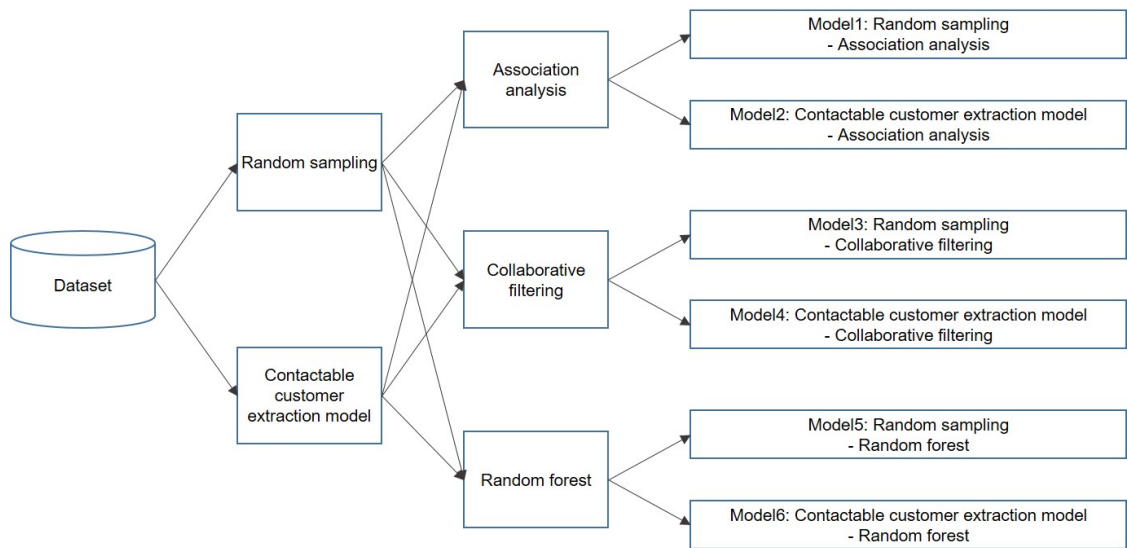 Dataset
Random sampling
Contactable
customer
extraction model
Association
analysis
Collaborative
filtering
Random forest
Model1: Random sampling
- Association analysis
Model2: Contactable customer extraction model
- Association analysis
Model3: Random sampling
- Collaborative filtering
Model4: Contactable customer extraction model
- Collaborative filtering
Model5: Random sampling
- Random forest
Model6: Contactable customer extraction model
- Random forest